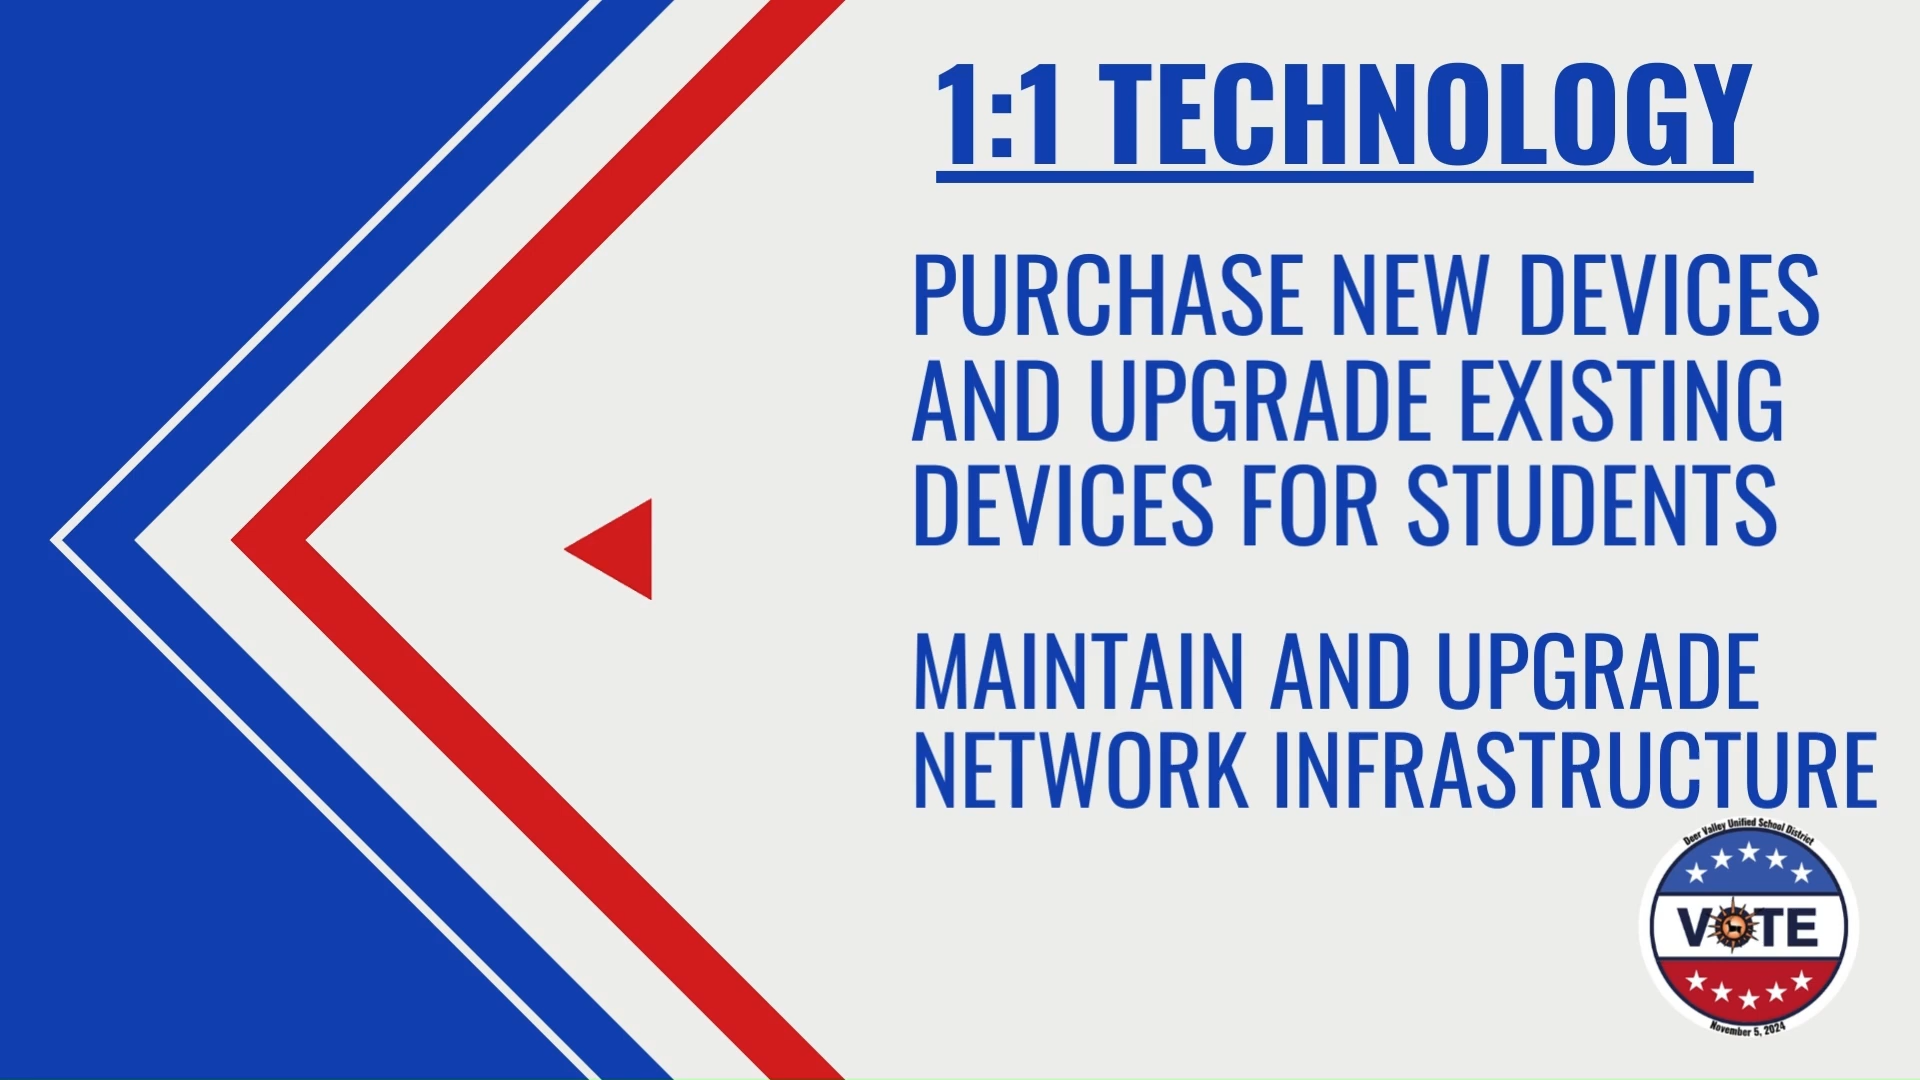 1:1 TECHNOLOGY
PURCHASE NEW DEVICES
AND UPGRADE EXISTING
DEVICES FOR STUDENTS
MAINTAIN AND UPGRADE
NETWORK INFRASTRUCTURE
Deer Valley Unified School District
VOTE
November 5, 2024